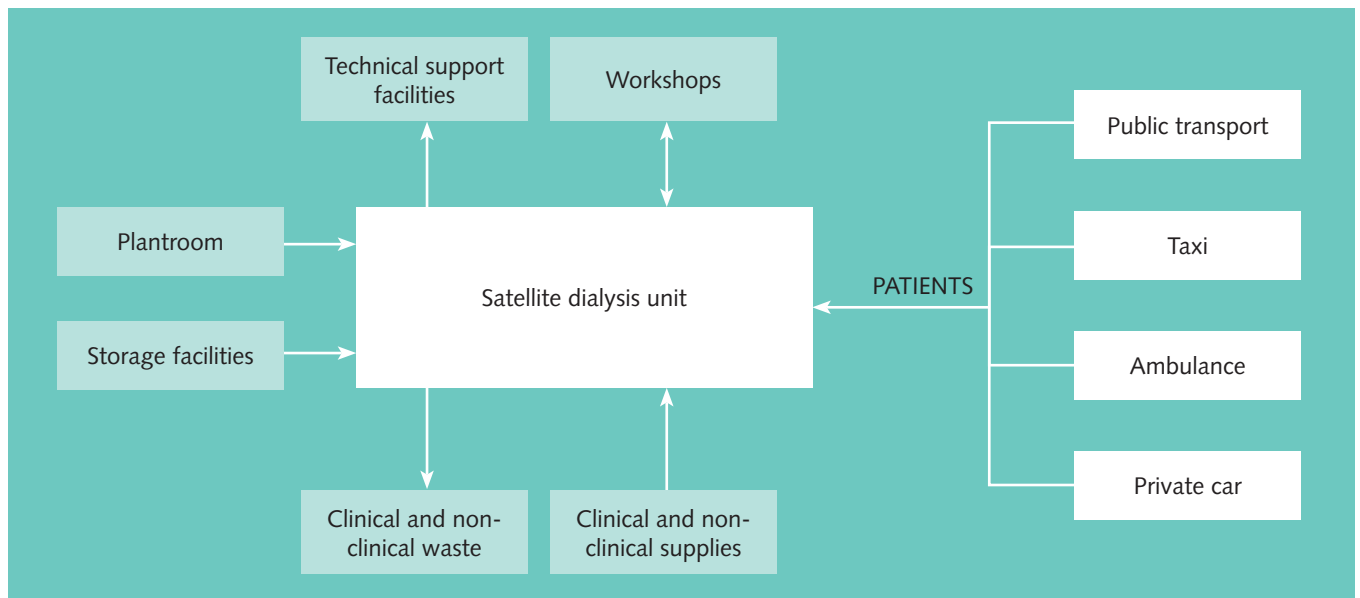 Technical support
facilities
Workshops
Public transport
Plantroom
Taxi
Satellite dialysis unit
PATIENTS
Storage facilities
Ambulance
Private car
Clinical and non-
clinical waste
Clinical and non-
clinical supplies